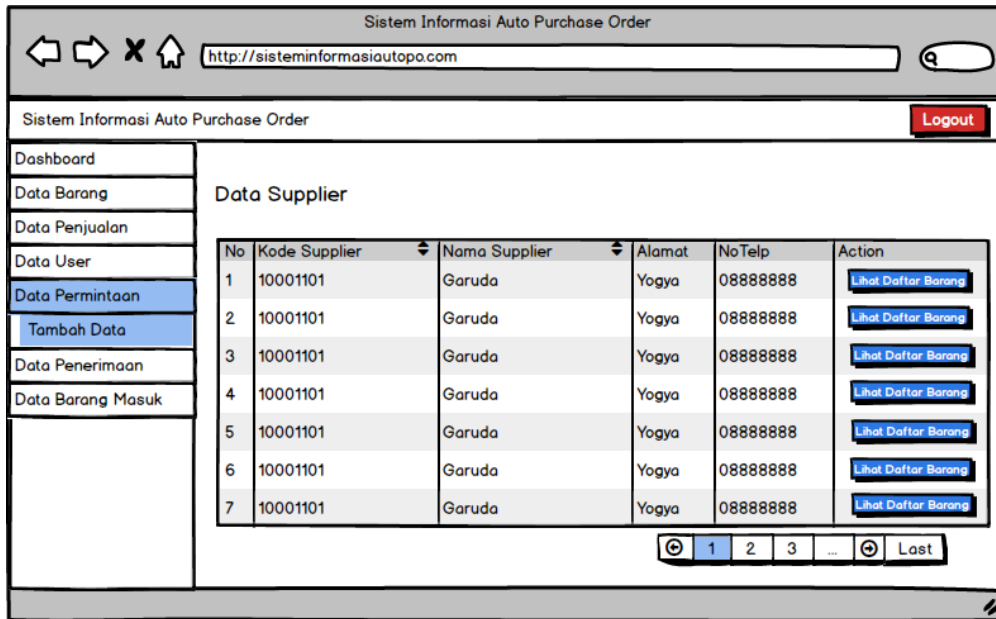 Sistem Informasi Auto Purchase Order
http://sisteminformasiautopo.com
Sistem Informasi Auto Purchase Order
Logout
Dashboard
Data Barang
Data Penjualan
Data User
Data Permintaan
Tambah Data
Data Penerimaan
Data Barang Masuk
Data Supplier
No Kode Supplier Nama Supplier Alamat NoTelp Action
1 10001101 Garuda Yogya 08888888 Lihat Daftar Barang
2 10001101 Garuda Yogya 08888888 Lihat Daftar Barang
3 10001101 Garuda Yogya 08888888 Lihat Daftar Barang
4 10001101 Garuda Yogya 08888888 Lihat Daftar Barang
5 10001101 Garuda Yogya 08888888 Lihat Daftar Barang
6 10001101 Garuda Yogya 08888888 Lihat Daftar Barang
7 10001101 Garuda Yogya 08888888 Lihat Daftar Barang
1 2 3 ... Last